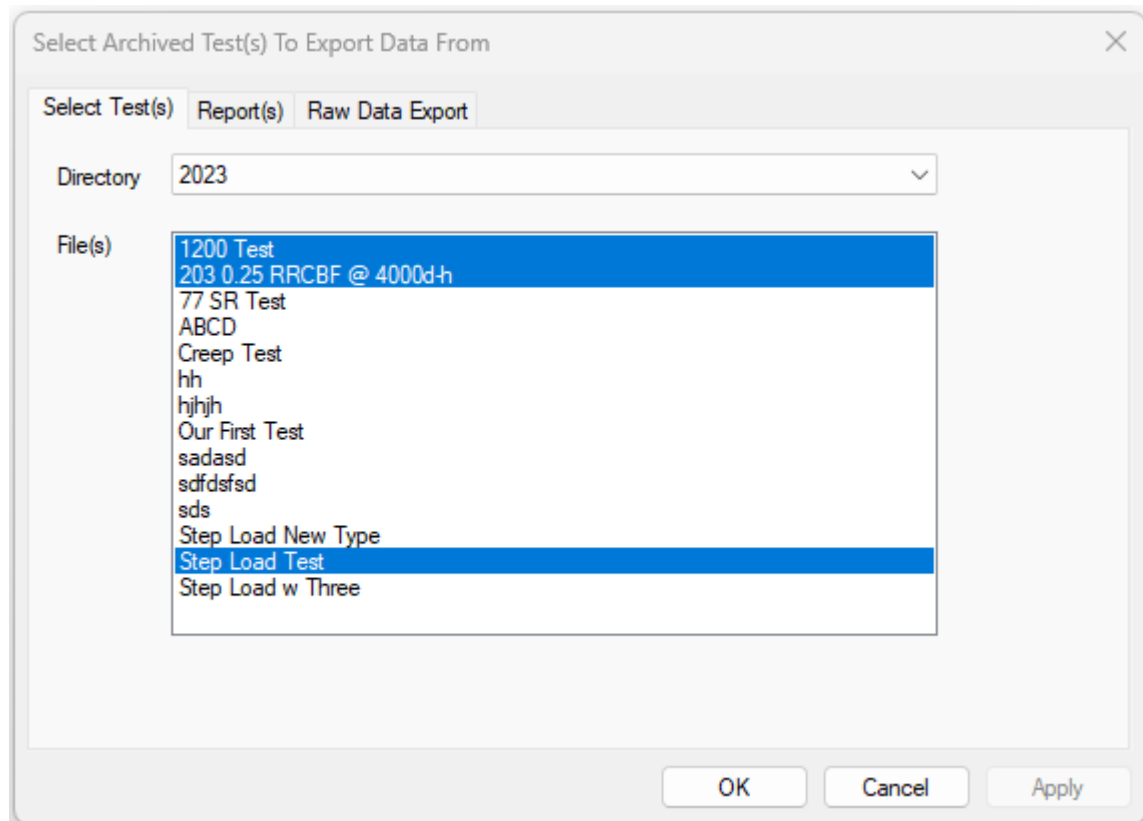 Select Archived Test(s) To Export Data From
Select Test(s) Report(s) Raw Data Export
Directory 2023
File(s)
1200 Test
203 0.25 RRCBF @ 4000d-h
77 SR Test
ABCD
Creep Test
hh
hjhjh
Our First Test
sadasd
sdfdsfsd
sds
Step Load New Type
Step Load Test
Step Load w Three
OK Cancel Apply